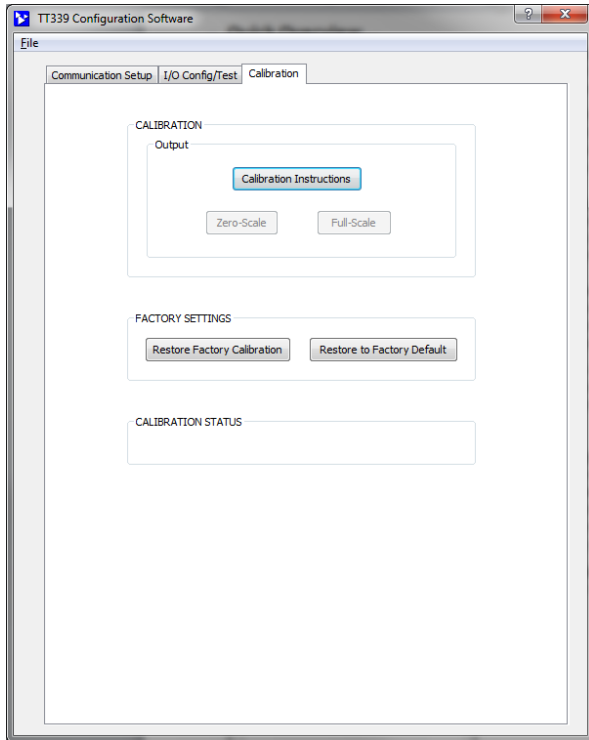 TT339 Configuration Software
File
Communication Setup I/O Config/Test Calibration
CALIBRATION
Output
Calibration Instructions
Zero-Scale Full-Scale
FACTORY SETTINGS
Restore Factory Calibration Restore to Factory Default
CALIBRATION STATUS